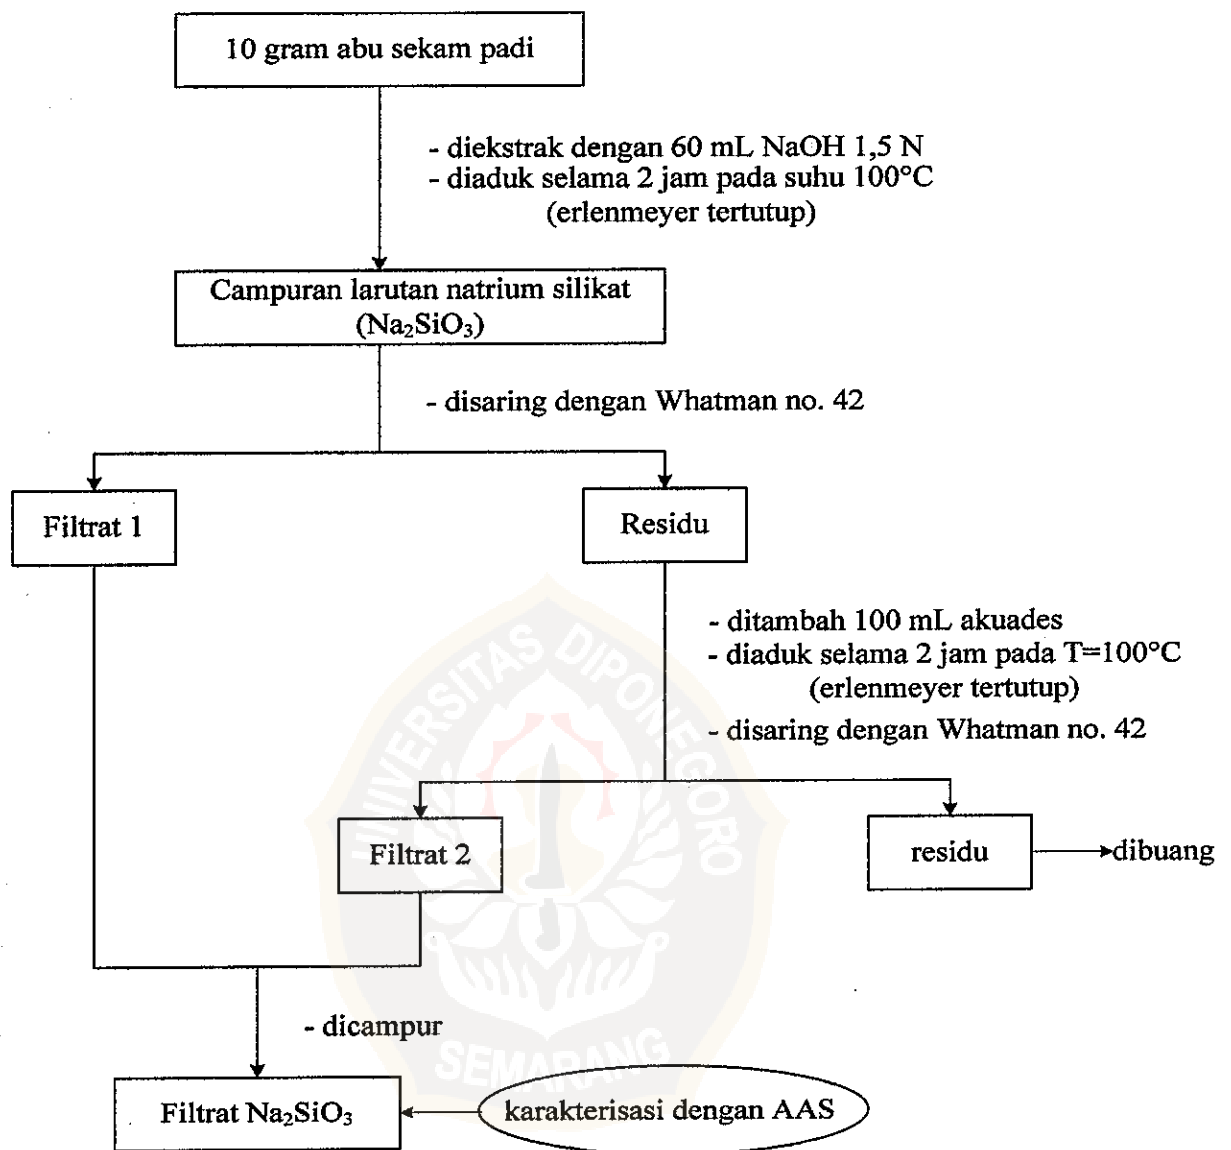 10 gram abu sekam padi
- diekstrak dengan 60 mL NaOH 1,5 N
- diaduk selama 2 jam pada suhu 100°C
(erlenmeyer tertutup)
Campuran larutan natrium silikat
(Na₂SiO₃)
- disaring dengan Whatman no. 42
Filtrat 1
Residu
- ditambah 100 mL akuades
- diaduk selama 2 jam pada T=100°C
(erlenmeyer tertutup)
- disaring dengan Whatman no. 42
UNIVERSITAS DIPONEGORO
Filtrat 2
residu
dibuang
- dicampur
SEMARANG
Filtrat Na₂SiO₃
karakterisasi dengan AAS